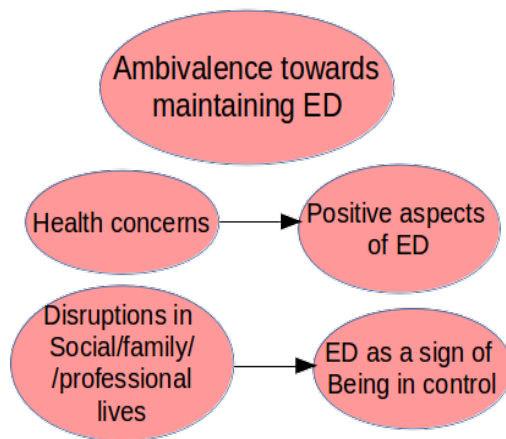 Ambivalence towards
maintaining ED
Health concerns
Positive aspects
of ED
Disruptions in
Social/family/
/professional
lives
ED as a sign of
Being in control